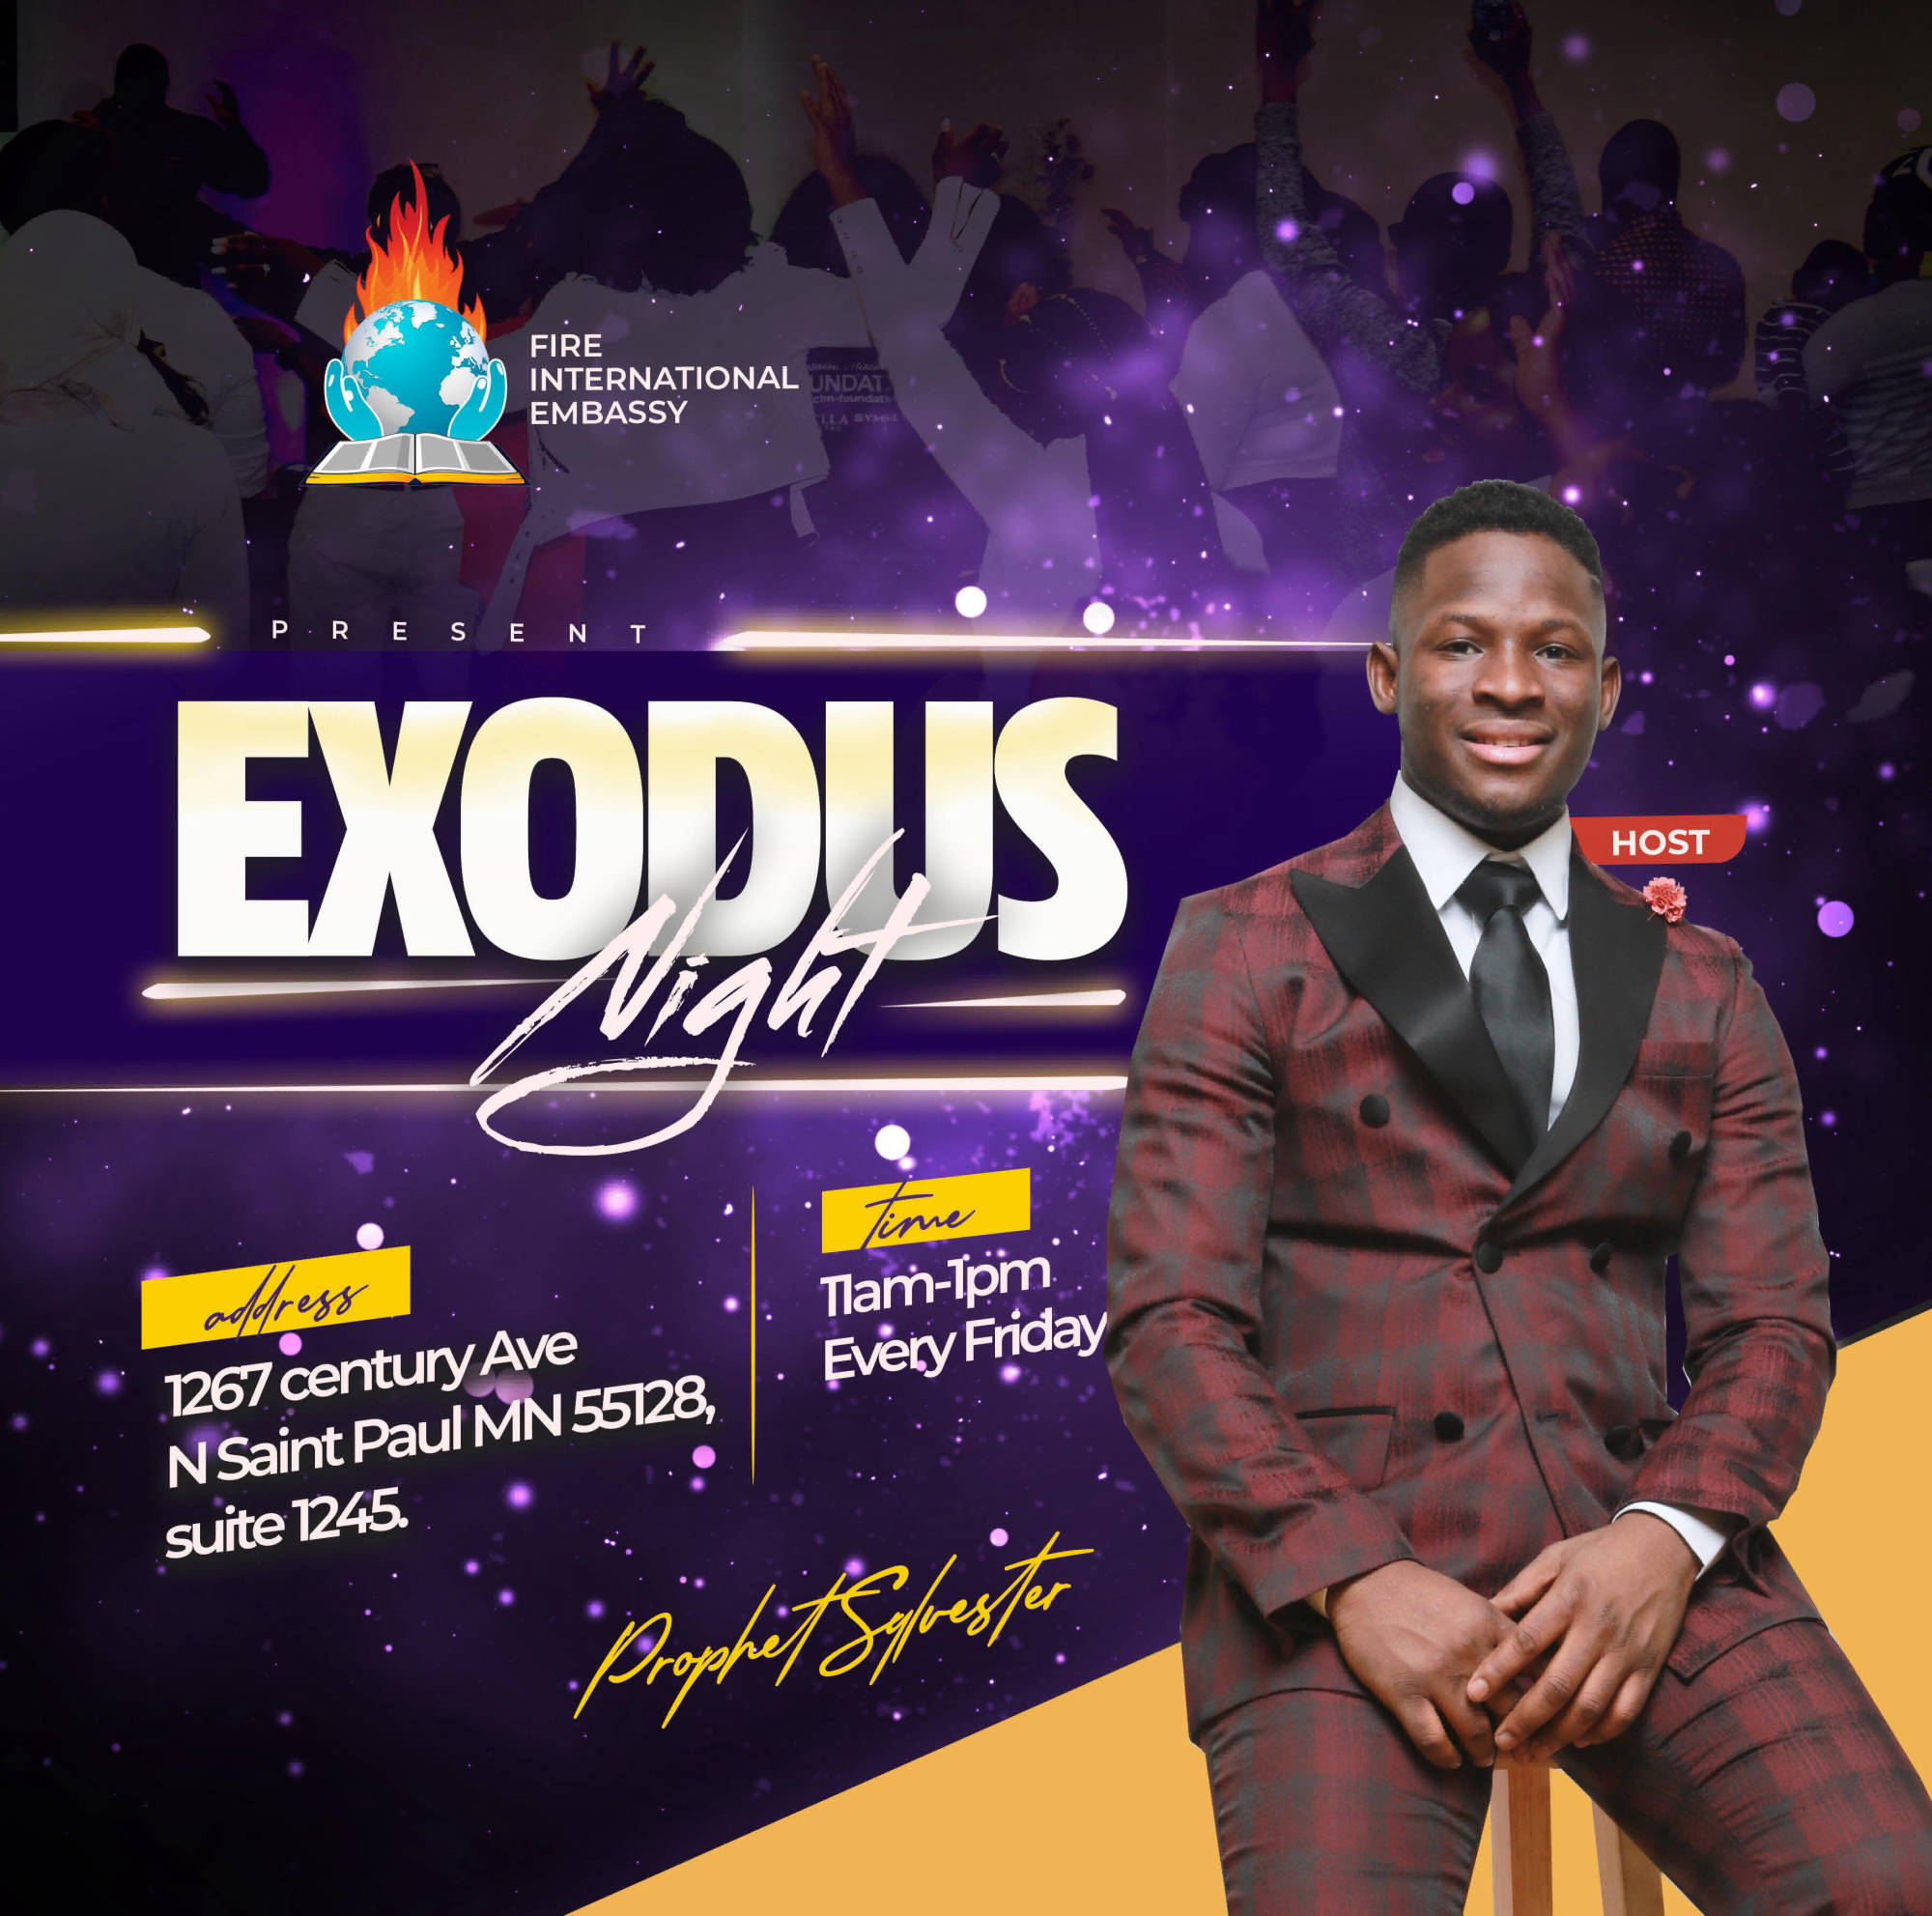 FIRE
INTERNATIONAL
EMBASSY
UNDAT
PRESENT
EXODUS
Night
HOST
address
1267 century Ave
N Saint Paul MN 55128,
suite 1245.
time
11am-1pm
Every Friday
Prophet Sylvester